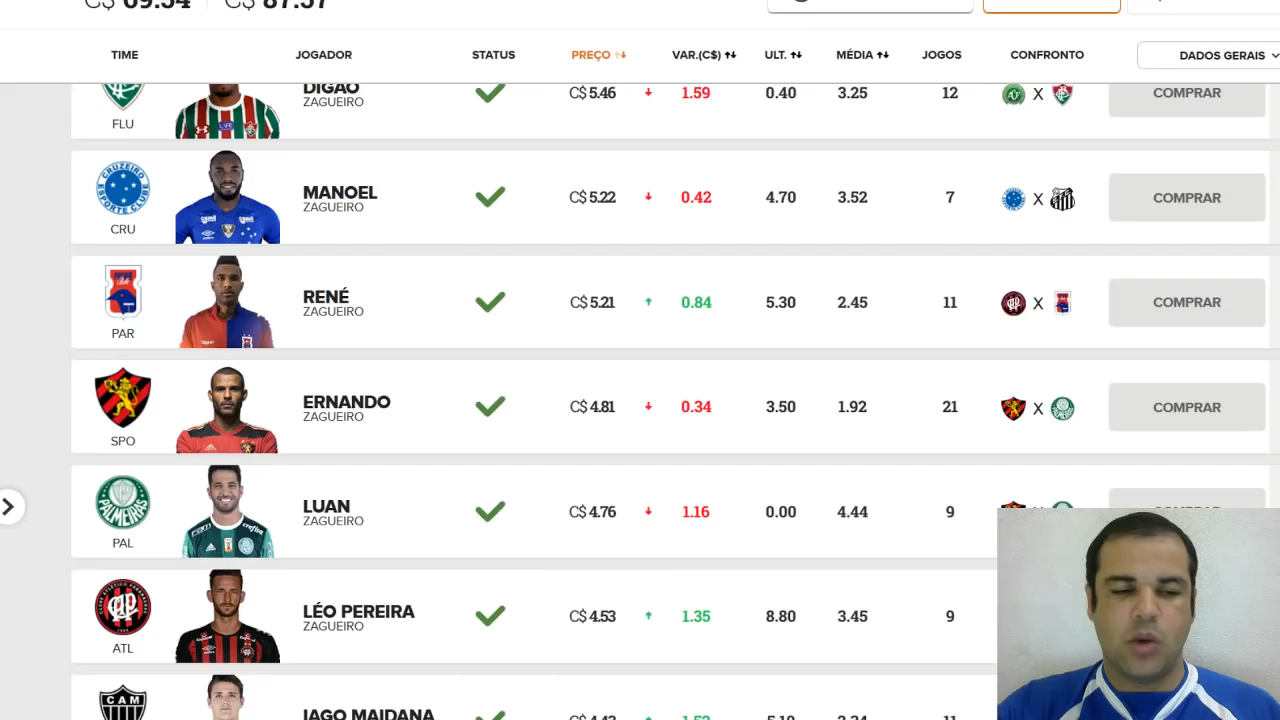 C$ 69.54 C$ 87.57
TIME JOGADOR STATUS PREÇO VAR.(C$) ULT. MÉDIA JOGOS CONFRONTO DADOS GERAIS
DIGÃO
ZAGUEIRO
FLU
C$ 5.46 1.59 0.40 3.25 12 X COMPRAR
MANOEL
ZAGUEIRO
CRU
C$ 5.22 0.42 4.70 3.52 7 X COMPRAR
RENÉ
ZAGUEIRO
PAR
C$ 5.21 0.84 5.30 2.45 11 X COMPRAR
ERNANDO
ZAGUEIRO
SPO
C$ 4.81 0.34 3.50 1.92 21 X COMPRAR
LUAN
ZAGUEIRO
PAL
C$ 4.76 1.16 0.00 4.44 9
LÉO PEREIRA
ZAGUEIRO
ATL
C$ 4.53 1.35 8.80 3.45 9
CAM
IAGO MAIDANA